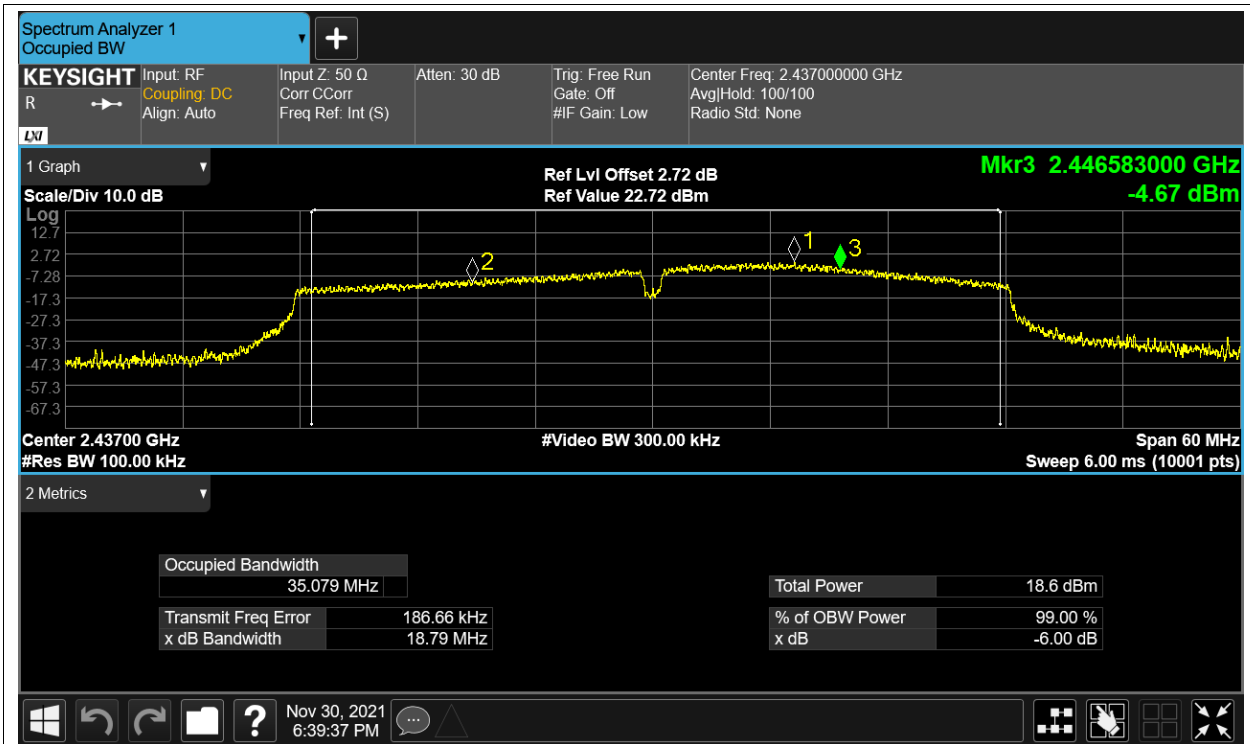 Spectrum Analyzer 1
Occupied BW
+
KEYSIGHT
R
LXI
Input: RF
Coupling: DC
Align: Auto
Input Z: 50 Ω
Corr CCorr
Freq Ref: Int (S)
Atten: 30 dB
Trig: Free Run
Gate: Off
#IF Gain: Low
Center Freq: 2.437000000 GHz
Avg|Hold: 100/100
Radio Std: None
1 Graph
Scale/Div 10.0 dB
Ref Lvl Offset 2.72 dB
Ref Value 22.72 dBm
Mkr3 2.446583000 GHz
-4.67 dBm
Log
12.7
2.72
-7.28
-17.3
-27.3
-37.3
-47.3
-57.3
-67.3
2
1
3
Center 2.43700 GHz
#Res BW 100.00 kHz
#Video BW 300.00 kHz
Span 60 MHz
Sweep 6.00 ms (10001 pts)
2 Metrics
Occupied Bandwidth
35.079 MHz
Transmit Freq Error 186.66 kHz
x dB Bandwidth 18.79 MHz
Total Power 18.6 dBm
% of OBW Power 99.00 %
x dB -6.00 dB
?
Nov 30, 2021
6:39:37 PM